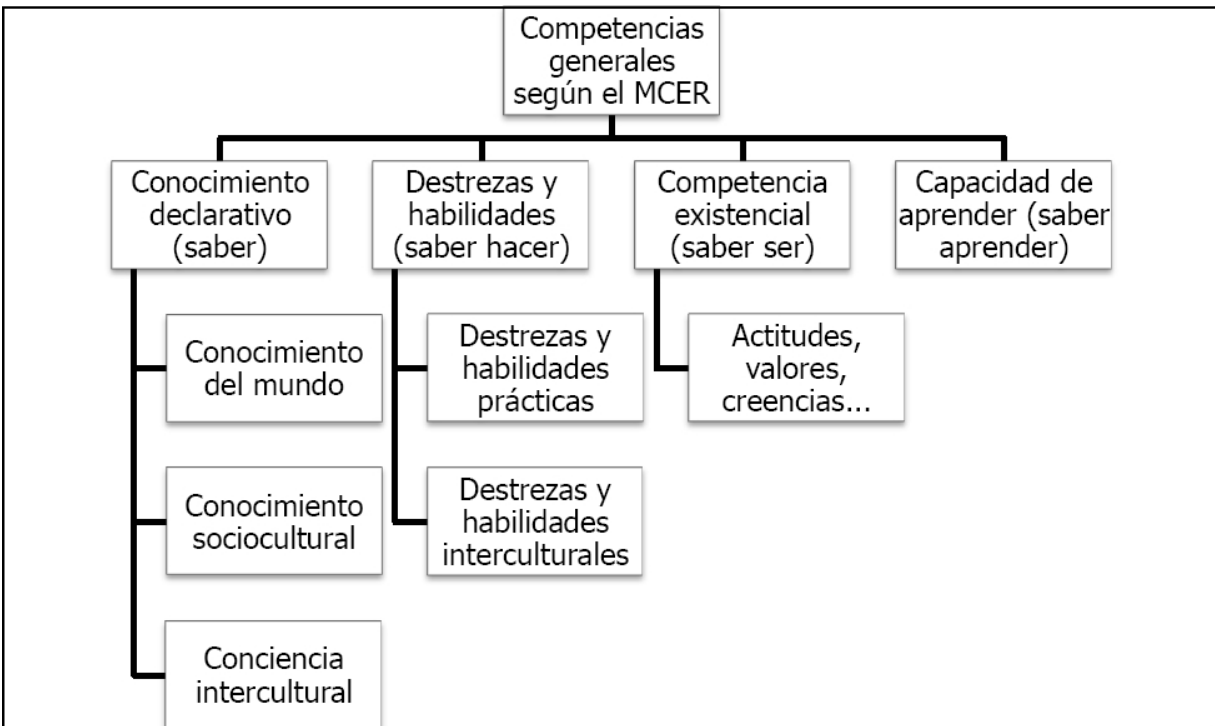 Competencias
generales
según el MCER
Conocimiento
declarativo
(saber)
Destrezas y
habilidades
(saber hacer)
Competencia
existencial
(saber ser)
Capacidad de
aprender (saber
aprender)
Conocimiento
del mundo
Destrezas y
habilidades
prácticas
Actitudes,
valores,
creencias...
Conocimiento
sociocultural
Destrezas y
habilidades
interculturales
Conciencia
intercultural